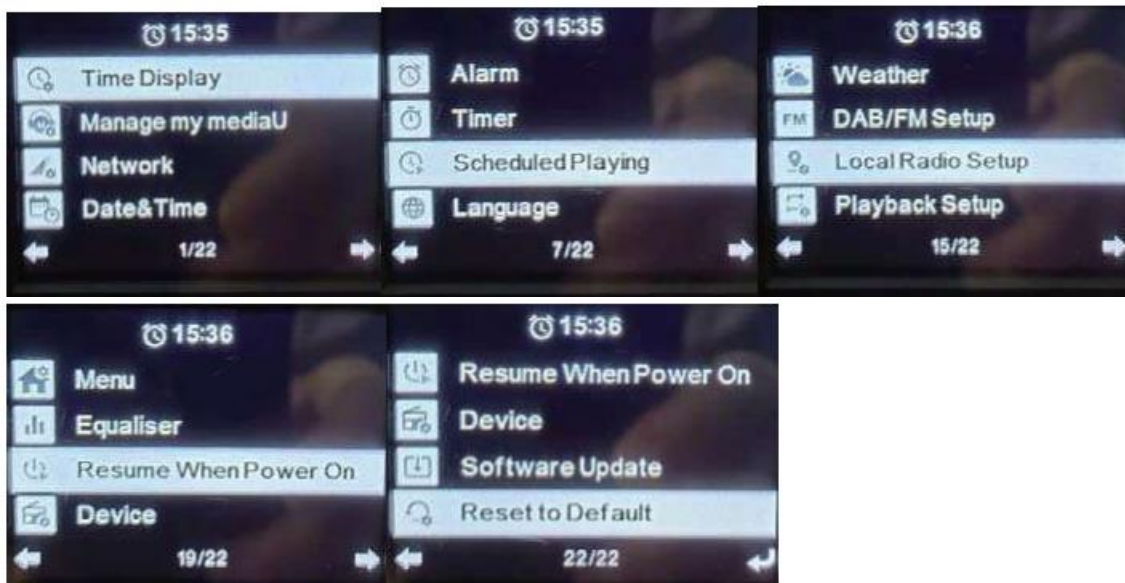 15:35
Time Display
Manage my mediaU
Network
Date&Time
1/22
15:35
Alarm
Timer
Scheduled Playing
Language
7/22
15:36
Weather
FM
DAB/FM Setup
Local Radio Setup
Playback Setup
15/22
15:36
Menu
Equaliser
Resume When Power On
Device
19/22
15:36
Resume When Power On
Device
Software Update
Reset to Default
22/22